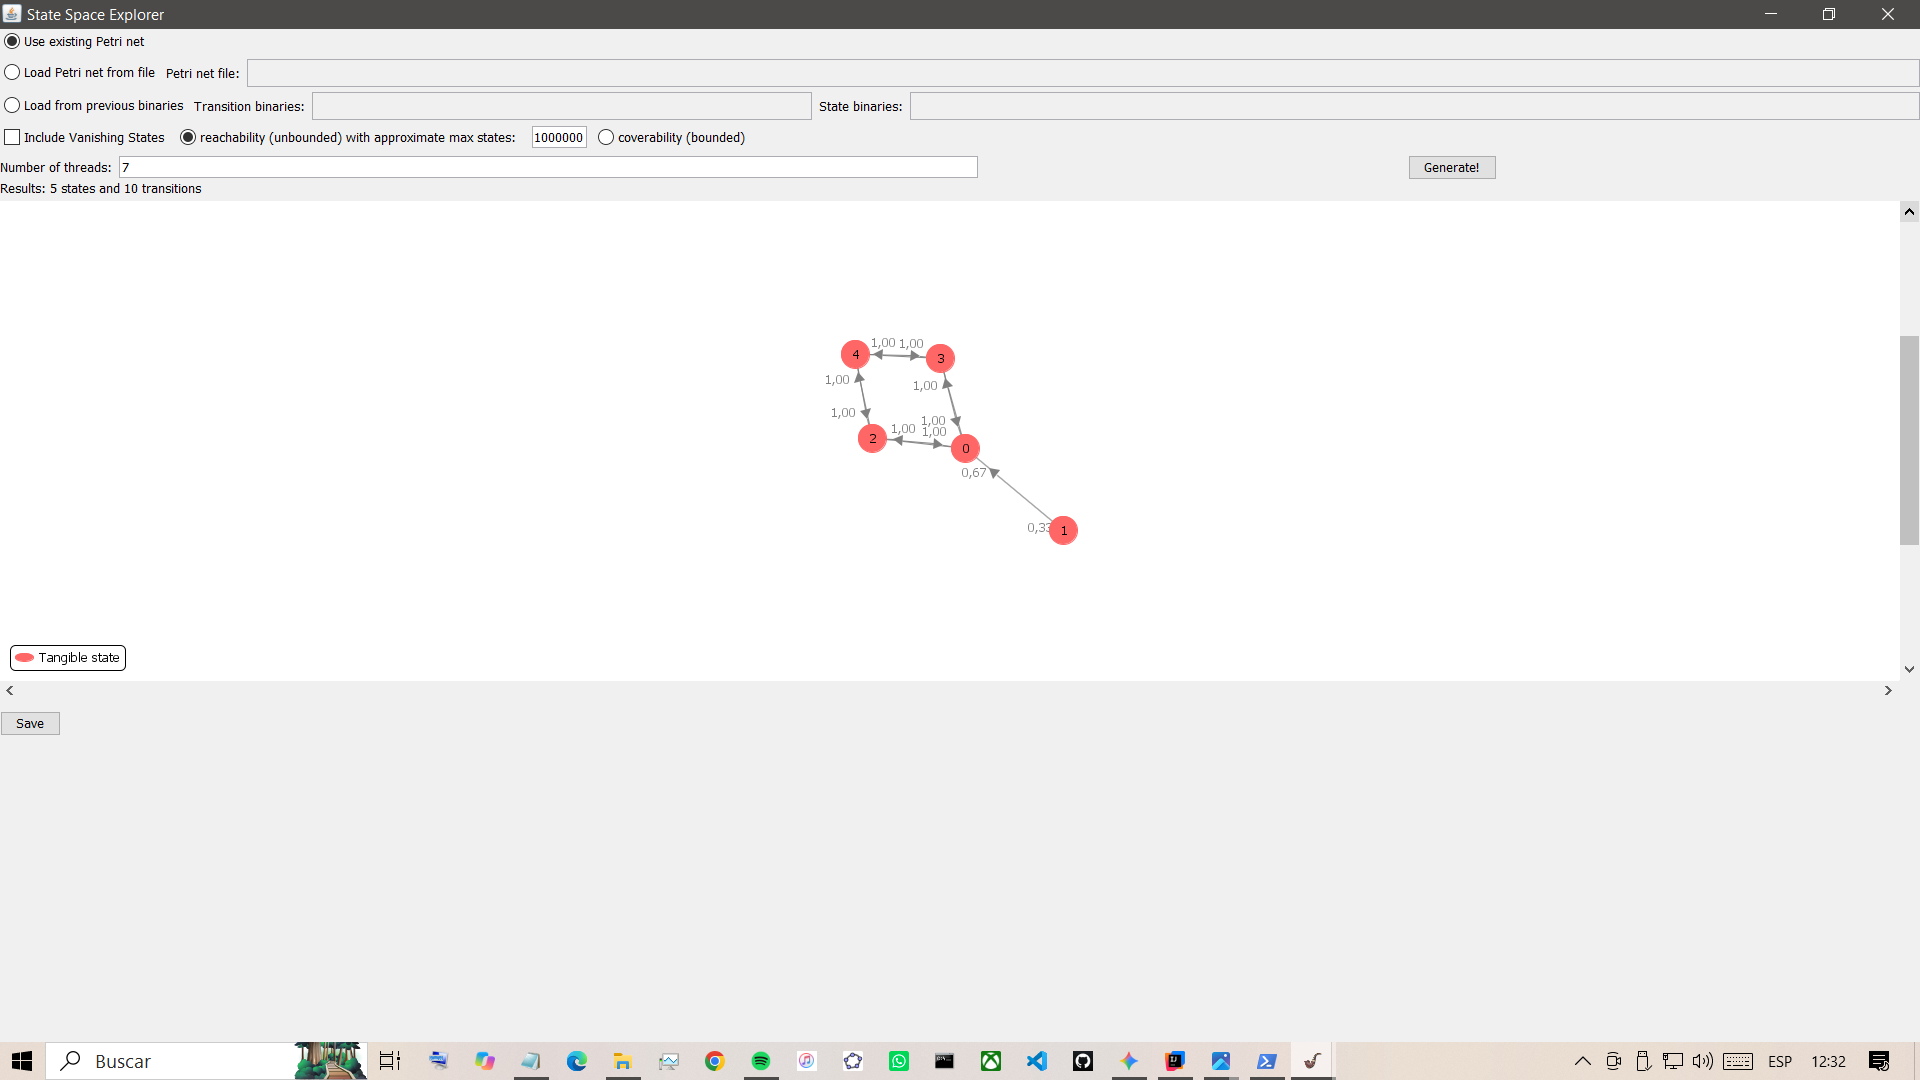 State Space Explorer
Use existing Petri net
Load Petri net from file Petri net file:
Load from previous binaries Transition binaries: State binaries:
Include Vanishing States reachability (unbounded) with approximate max states: 1000000 coverability (bounded)
Number of threads: 7 Generate!
Results: 5 states and 10 transitions
1,00 1,00
4 3
1,00 1,00
1,00 1,00
1,00 1,00
2 0
0,67
0,33 1
Tangible state
Save
Buscar ESP 12:32